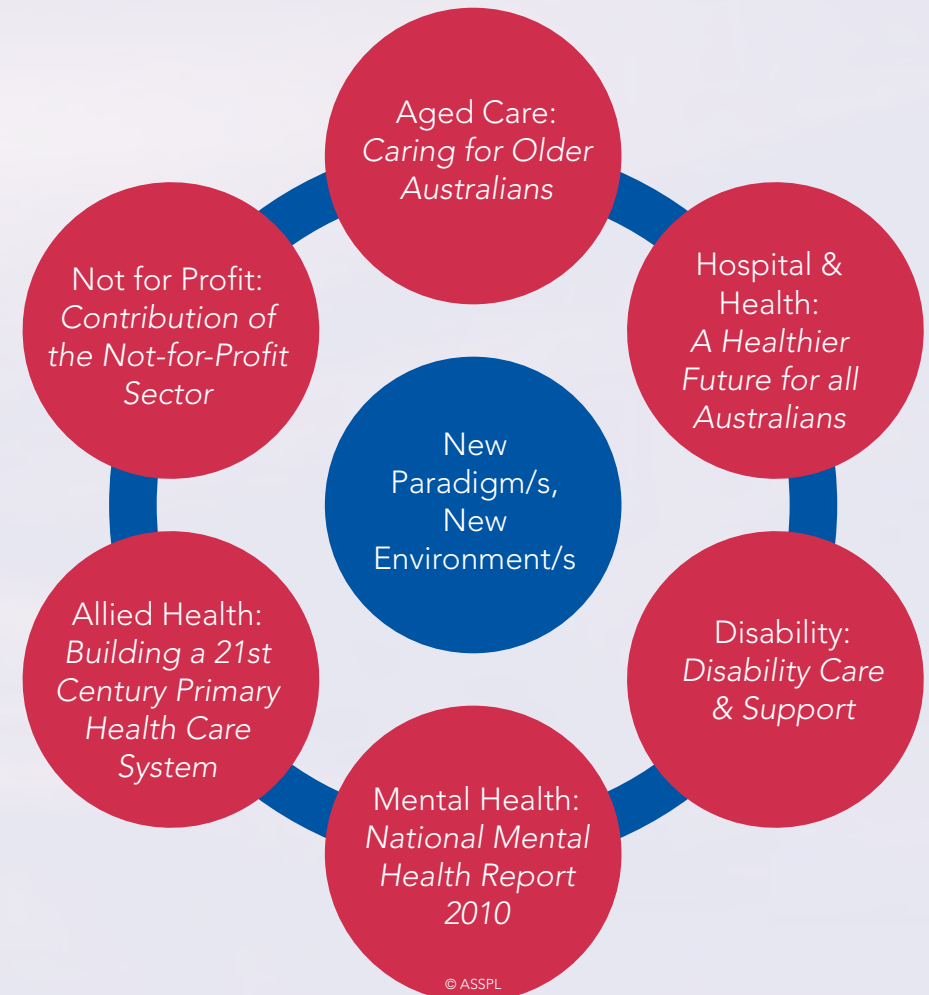 Aged Care:
Caring for Older
Australians
Hospital &
Health:
A Healthier
Future for all
Australians
Disability:
Disability Care
& Support
Mental Health:
National Mental
Health Report
2010
Allied Health:
Building a 21st
Century Primary
Health Care
System
Not for Profit:
Contribution of
the Not-for-Profit
Sector
New
Paradigm/s,
New
Environment/s
© ASSPL